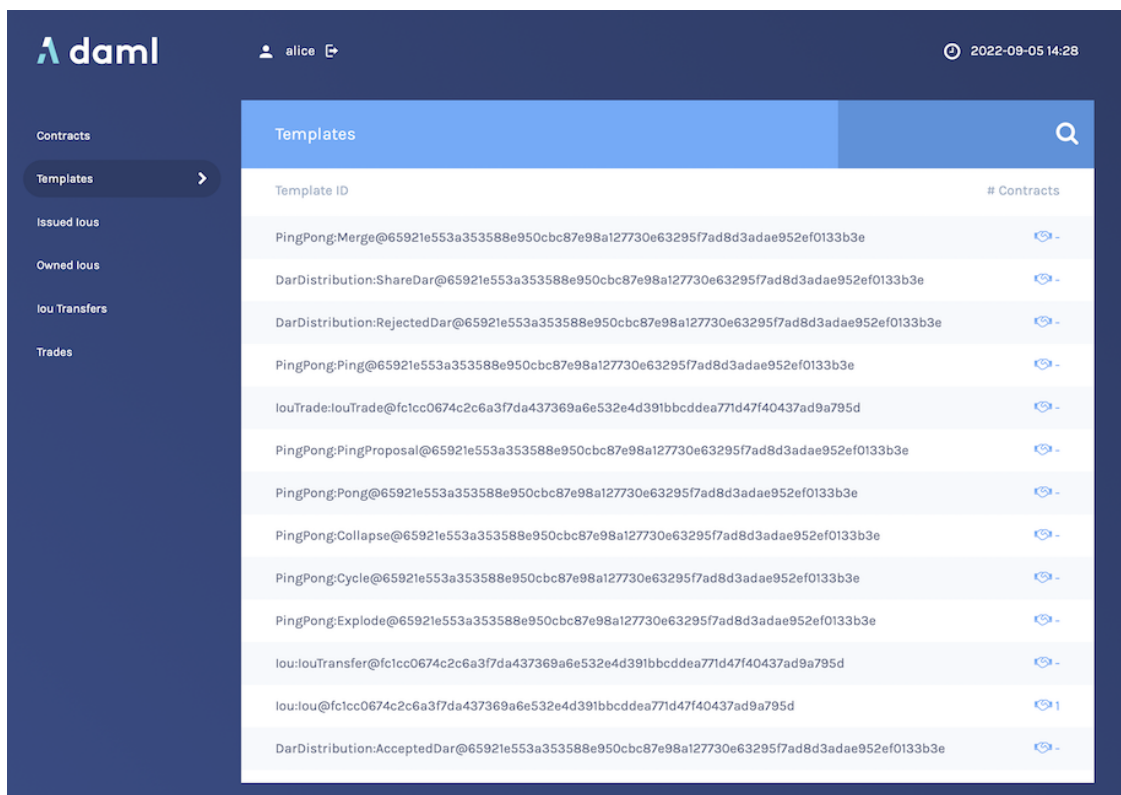 daml
alice
2022-09-05 14:28
Contracts
Templates
Issued Ious
Owned Ious
Iou Transfers
Trades
Templates
Template ID # Contracts
PingPong:Merge@65921e553a353588e950cbc87e98a127730e63295f7ad8d3adae952ef0133b3e -
DarDistribution:ShareDar@65921e553a353588e950cbc87e98a127730e63295f7ad8d3adae952ef0133b3e -
DarDistribution:RejectedDar@65921e553a353588e950cbc87e98a127730e63295f7ad8d3adae952ef0133b3e -
PingPong:Ping@65921e553a353588e950cbc87e98a127730e63295f7ad8d3adae952ef0133b3e -
IouTrade:IouTrade@fc1cc0674c2c6a3f7da437369a6e532e4d391bbcddea771d47f40437ad9a795d -
PingPong:PingProposal@65921e553a353588e950cbc87e98a127730e63295f7ad8d3adae952ef0133b3e -
PingPong:Pong@65921e553a353588e950cbc87e98a127730e63295f7ad8d3adae952ef0133b3e -
PingPong:Collapse@65921e553a353588e950cbc87e98a127730e63295f7ad8d3adae952ef0133b3e -
PingPong:Cycle@65921e553a353588e950cbc87e98a127730e63295f7ad8d3adae952ef0133b3e -
PingPong:Explode@65921e553a353588e950cbc87e98a127730e63295f7ad8d3adae952ef0133b3e -
Iou:IouTransfer@fc1cc0674c2c6a3f7da437369a6e532e4d391bbcddea771d47f40437ad9a795d -
Iou:Iou@fc1cc0674c2c6a3f7da437369a6e532e4d391bbcddea771d47f40437ad9a795d 1
DarDistribution:AcceptedDar@65921e553a353588e950cbc87e98a127730e63295f7ad8d3adae952ef0133b3e -